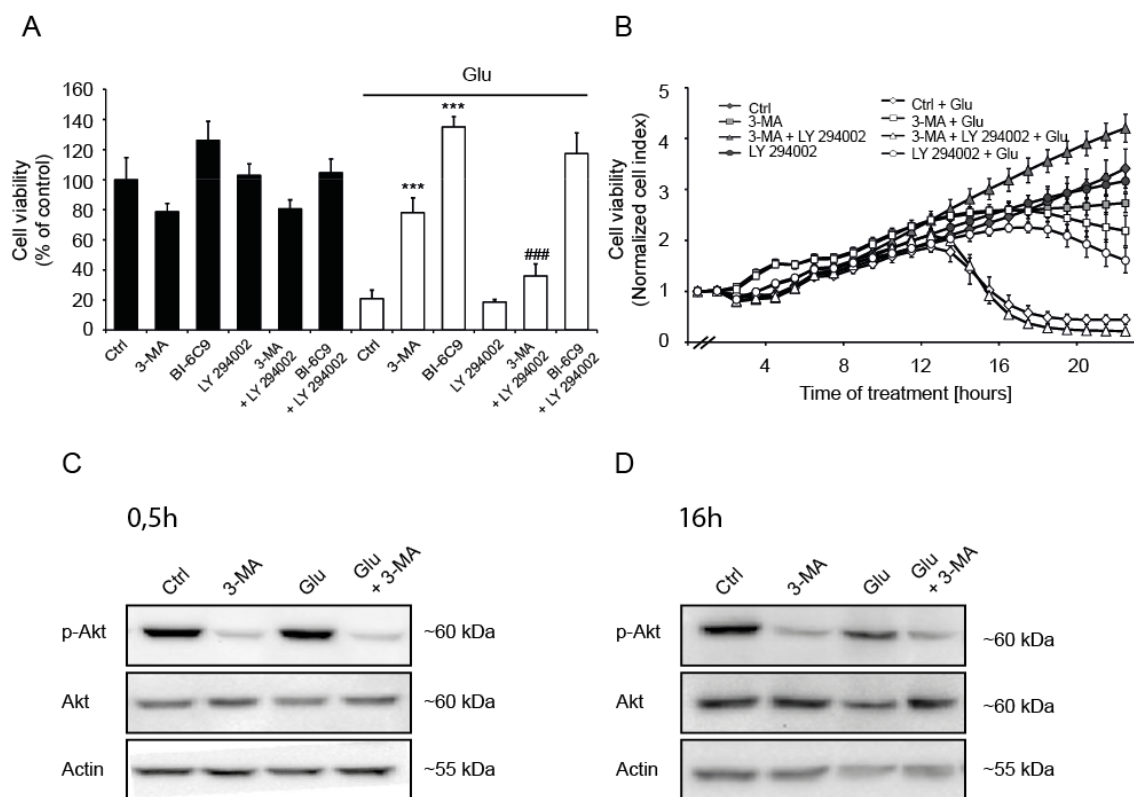 A
Glu
Cell viability
(% of control)
160
140
120
100
80
60
40
20
0
***
***
###
Ctrl
3-MA
BI-6C9
LY 294002
3-MA
+ LY 294002
BI-6C9
+ LY 294002
Ctrl
3-MA
BI-6C9
LY 294002
3-MA
+ LY 294002
BI-6C9
+ LY 294002
B
Cell viability
(Normalized cell index)
5
4
3
2
1
0
Ctrl
3-MA
3-MA + LY 294002
LY 294002
Ctrl + Glu
3-MA + Glu
3-MA + LY 294002 + Glu
LY 294002 + Glu
4
8
12
16
20
Time of treatment [hours]
C
0,5h
Ctrl
3-MA
Glu
Glu
+ 3-MA
p-Akt
~60 kDa
Akt
~60 kDa
Actin
~55 kDa
D
16h
Ctrl
3-MA
Glu
Glu
+ 3-MA
p-Akt
~60 kDa
Akt
~60 kDa
Actin
~55 kDa